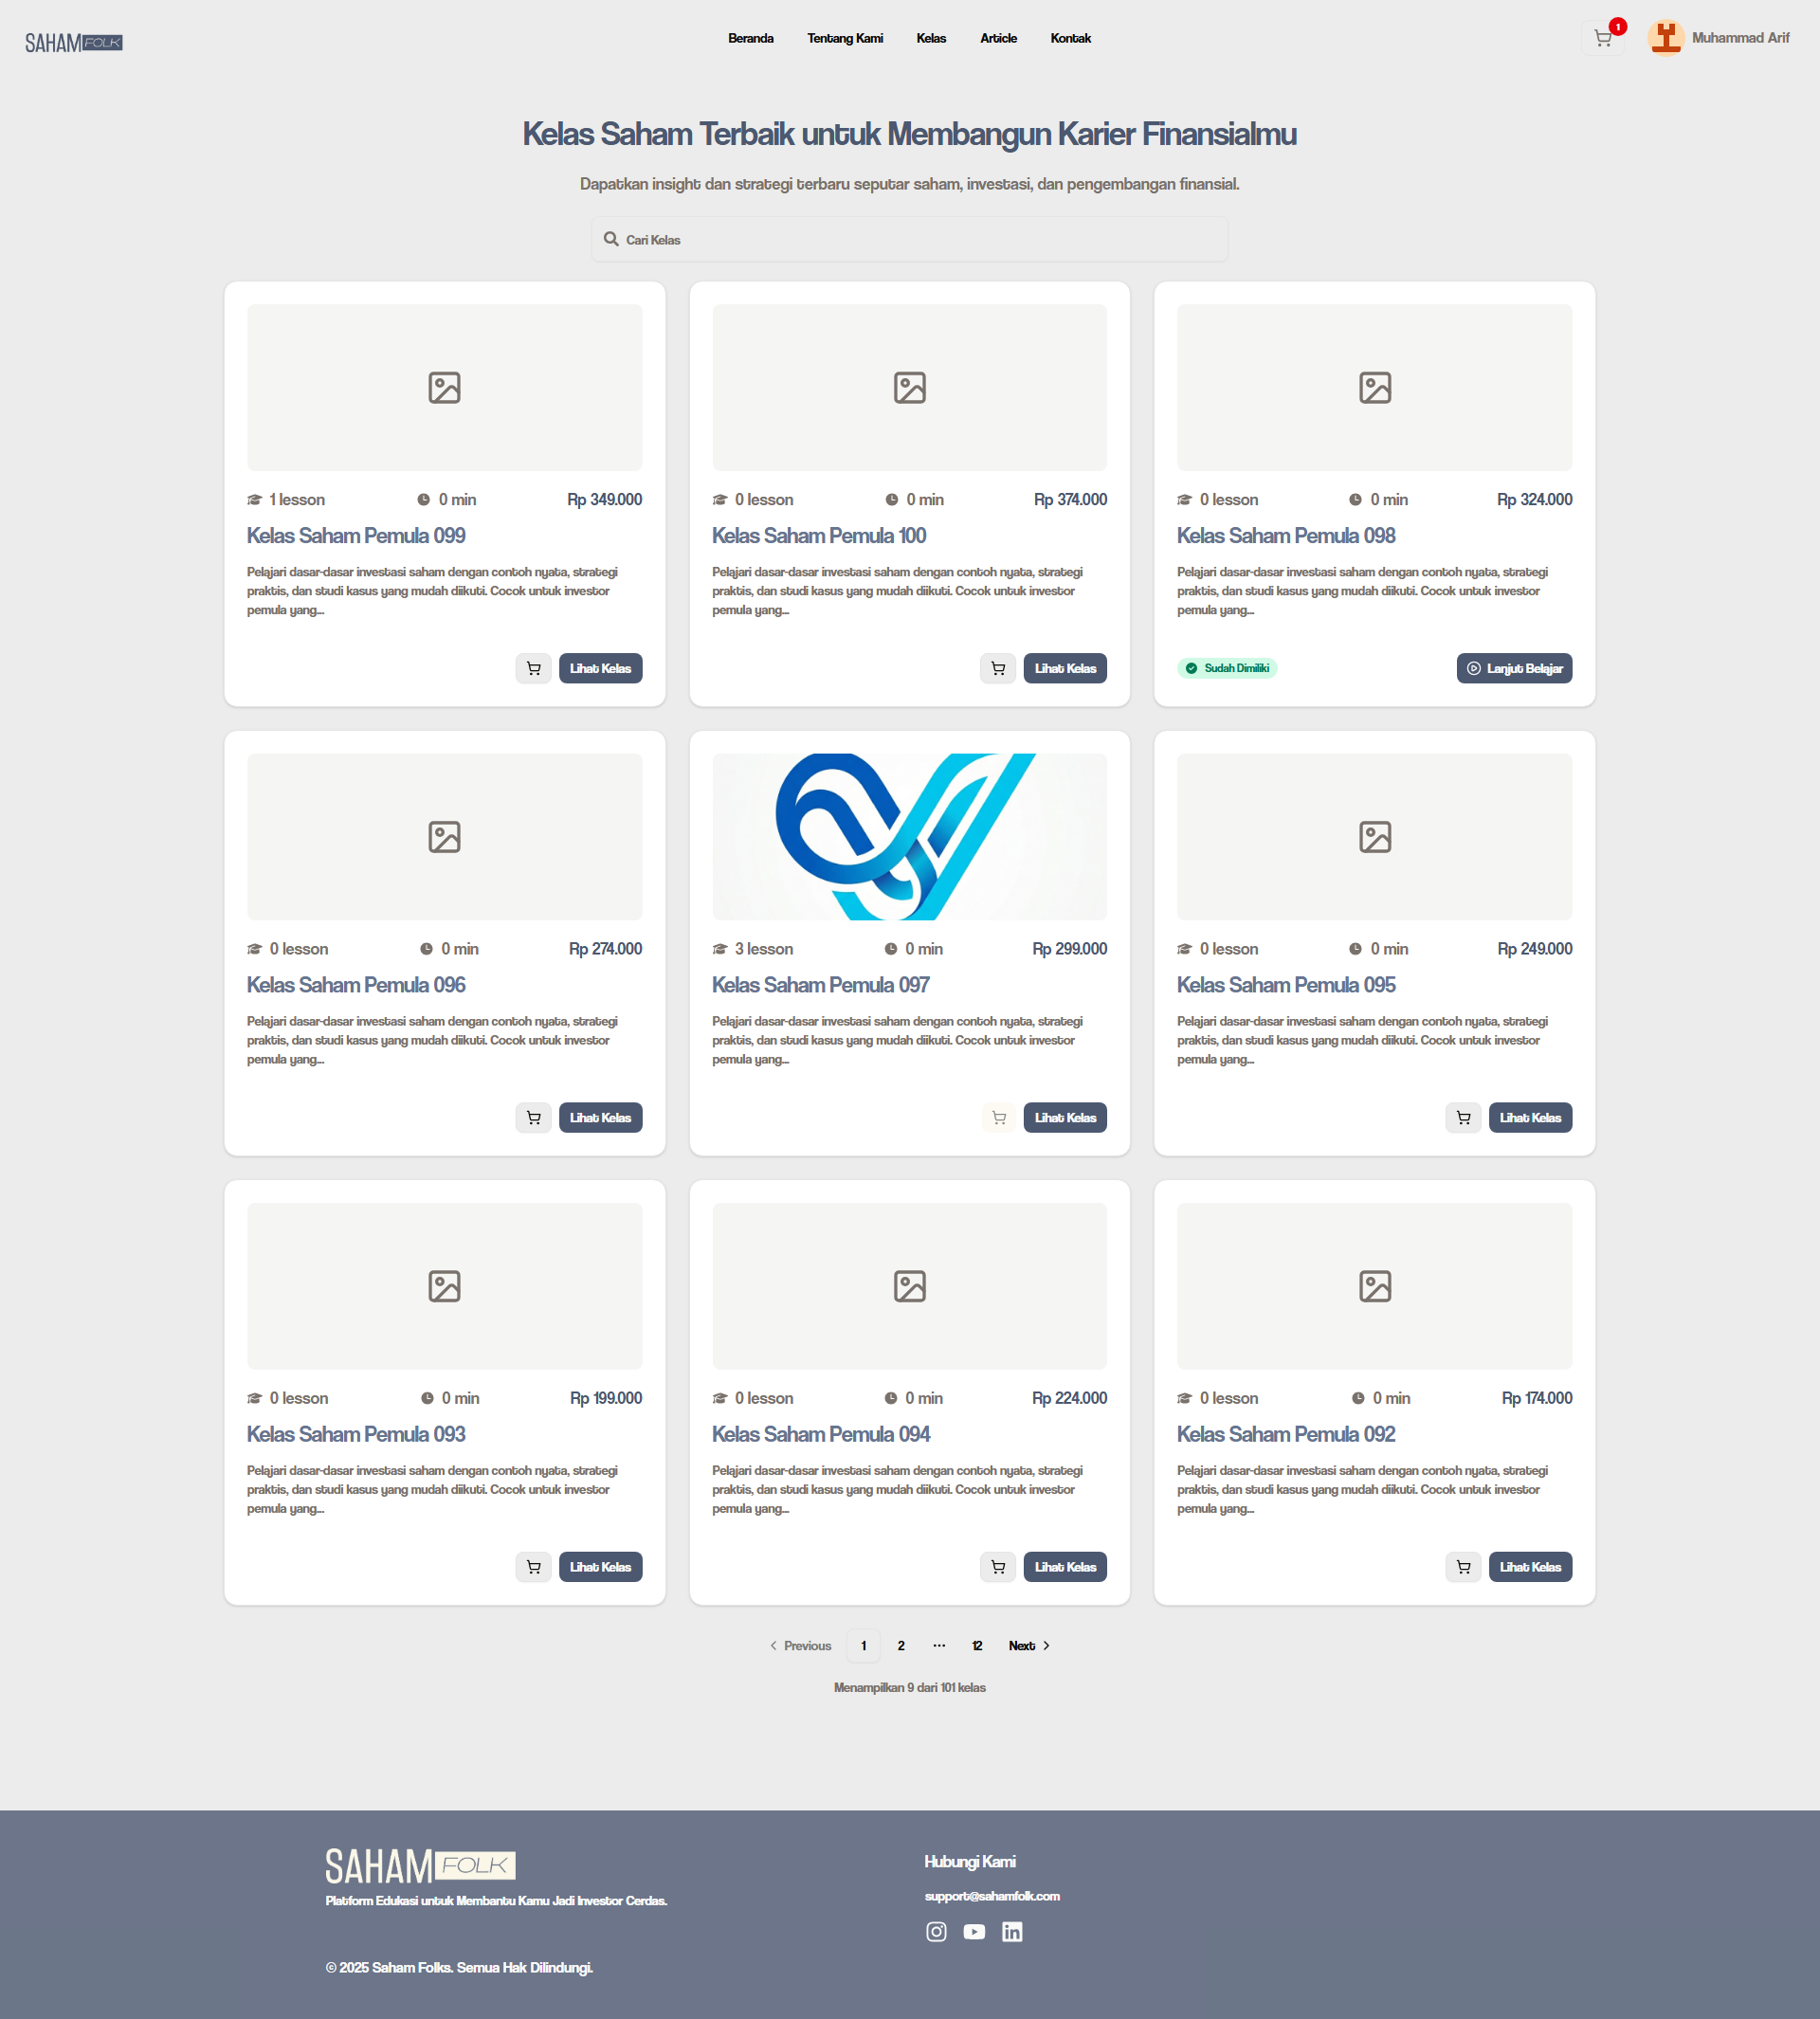 SAHAM FOLK
Beranda Tentang Kami Kelas Article Kontak
1
Muhammad Arif
Kelas Saham Terbaik untuk Membangun Karier Finansialmu
Dapatkan insight dan strategi terbaru seputar saham, investasi, dan pengembangan finansial.
Cari Kelas
1 lesson 0 min Rp 349.000
Kelas Saham Pemula 099
Pelajari dasar-dasar investasi saham dengan contoh nyata, strategi
praktis, dan studi kasus yang mudah diikuti. Cocok untuk investor
pemula yang...
Lihat Kelas
0 lesson 0 min Rp 374.000
Kelas Saham Pemula 100
Pelajari dasar-dasar investasi saham dengan contoh nyata, strategi
praktis, dan studi kasus yang mudah diikuti. Cocok untuk investor
pemula yang...
Lihat Kelas
0 lesson 0 min Rp 324.000
Kelas Saham Pemula 098
Pelajari dasar-dasar investasi saham dengan contoh nyata, strategi
praktis, dan studi kasus yang mudah diikuti. Cocok untuk investor
pemula yang...
Sudah Dimiliki Lanjut Belajar
0 lesson 0 min Rp 274.000
Kelas Saham Pemula 096
Pelajari dasar-dasar investasi saham dengan contoh nyata, strategi
praktis, dan studi kasus yang mudah diikuti. Cocok untuk investor
pemula yang...
Lihat Kelas
3 lesson 0 min Rp 299.000
Kelas Saham Pemula 097
Pelajari dasar-dasar investasi saham dengan contoh nyata, strategi
praktis, dan studi kasus yang mudah diikuti. Cocok untuk investor
pemula yang...
Lihat Kelas
0 lesson 0 min Rp 249.000
Kelas Saham Pemula 095
Pelajari dasar-dasar investasi saham dengan contoh nyata, strategi
praktis, dan studi kasus yang mudah diikuti. Cocok untuk investor
pemula yang...
Lihat Kelas
0 lesson 0 min Rp 199.000
Kelas Saham Pemula 093
Pelajari dasar-dasar investasi saham dengan contoh nyata, strategi
praktis, dan studi kasus yang mudah diikuti. Cocok untuk investor
pemula yang...
Lihat Kelas
0 lesson 0 min Rp 224.000
Kelas Saham Pemula 094
Pelajari dasar-dasar investasi saham dengan contoh nyata, strategi
praktis, dan studi kasus yang mudah diikuti. Cocok untuk investor
pemula yang...
Lihat Kelas
0 lesson 0 min Rp 174.000
Kelas Saham Pemula 092
Pelajari dasar-dasar investasi saham dengan contoh nyata, strategi
praktis, dan studi kasus yang mudah diikuti. Cocok untuk investor
pemula yang...
Lihat Kelas
Previous 1 2 ... 12 Next
Menampilkan 9 dari 101 kelas
SAHAM FOLK
Platform Edukasi untuk Membantu Kamu Jadi Investor Cerdas.
© 2025 Saham Folks. Semua Hak Dilindungi.
Hubungi Kami
support@sahamfolk.com